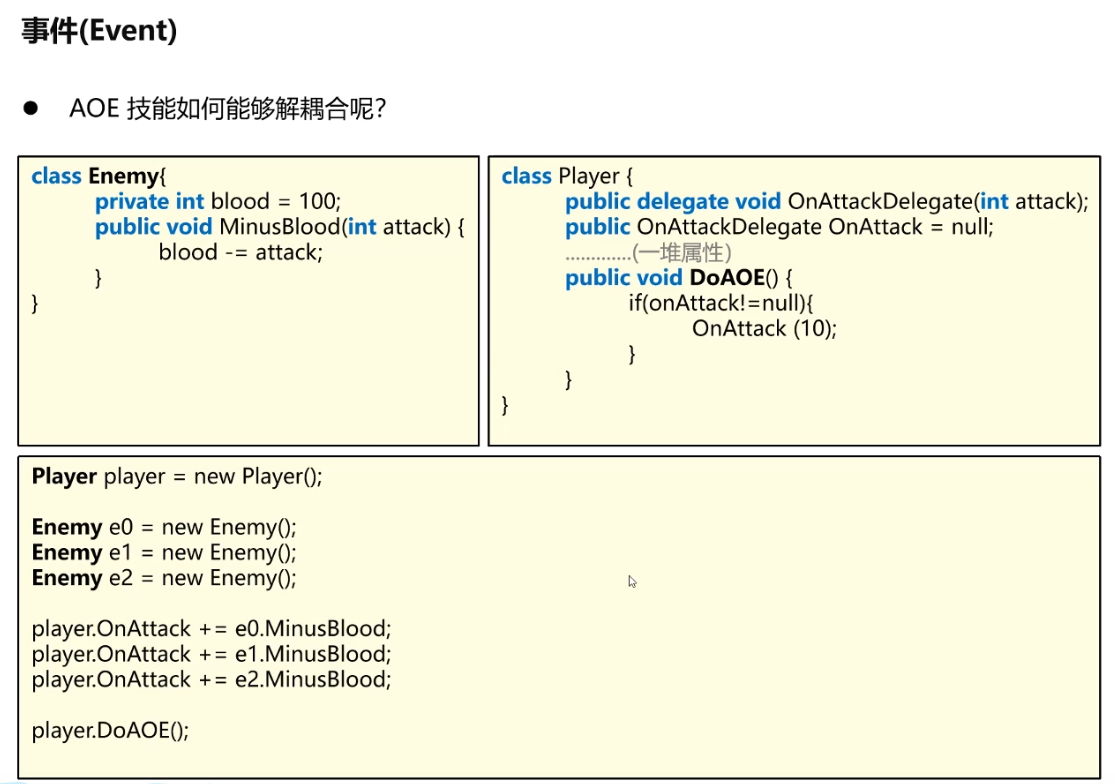 事件(Event)
● AOE 技能如何能够解耦合呢?
class Enemy{
private int blood = 100;
public void MinusBlood(int attack) {
blood -= attack;
}
}
class Player {
public delegate void OnAttackDelegate(int attack);
public OnAttackDelegate OnAttack = null;
.............(一堆属性)
public void DoAOE() {
if(onAttack!=null){
OnAttack (10);
}
}
}
Player player = new Player();
Enemy e0 = new Enemy();
Enemy e1 = new Enemy();
Enemy e2 = new Enemy();
player.OnAttack += e0.MinusBlood;
player.OnAttack += e1.MinusBlood;
player.OnAttack += e2.MinusBlood;
player.DoAOE();